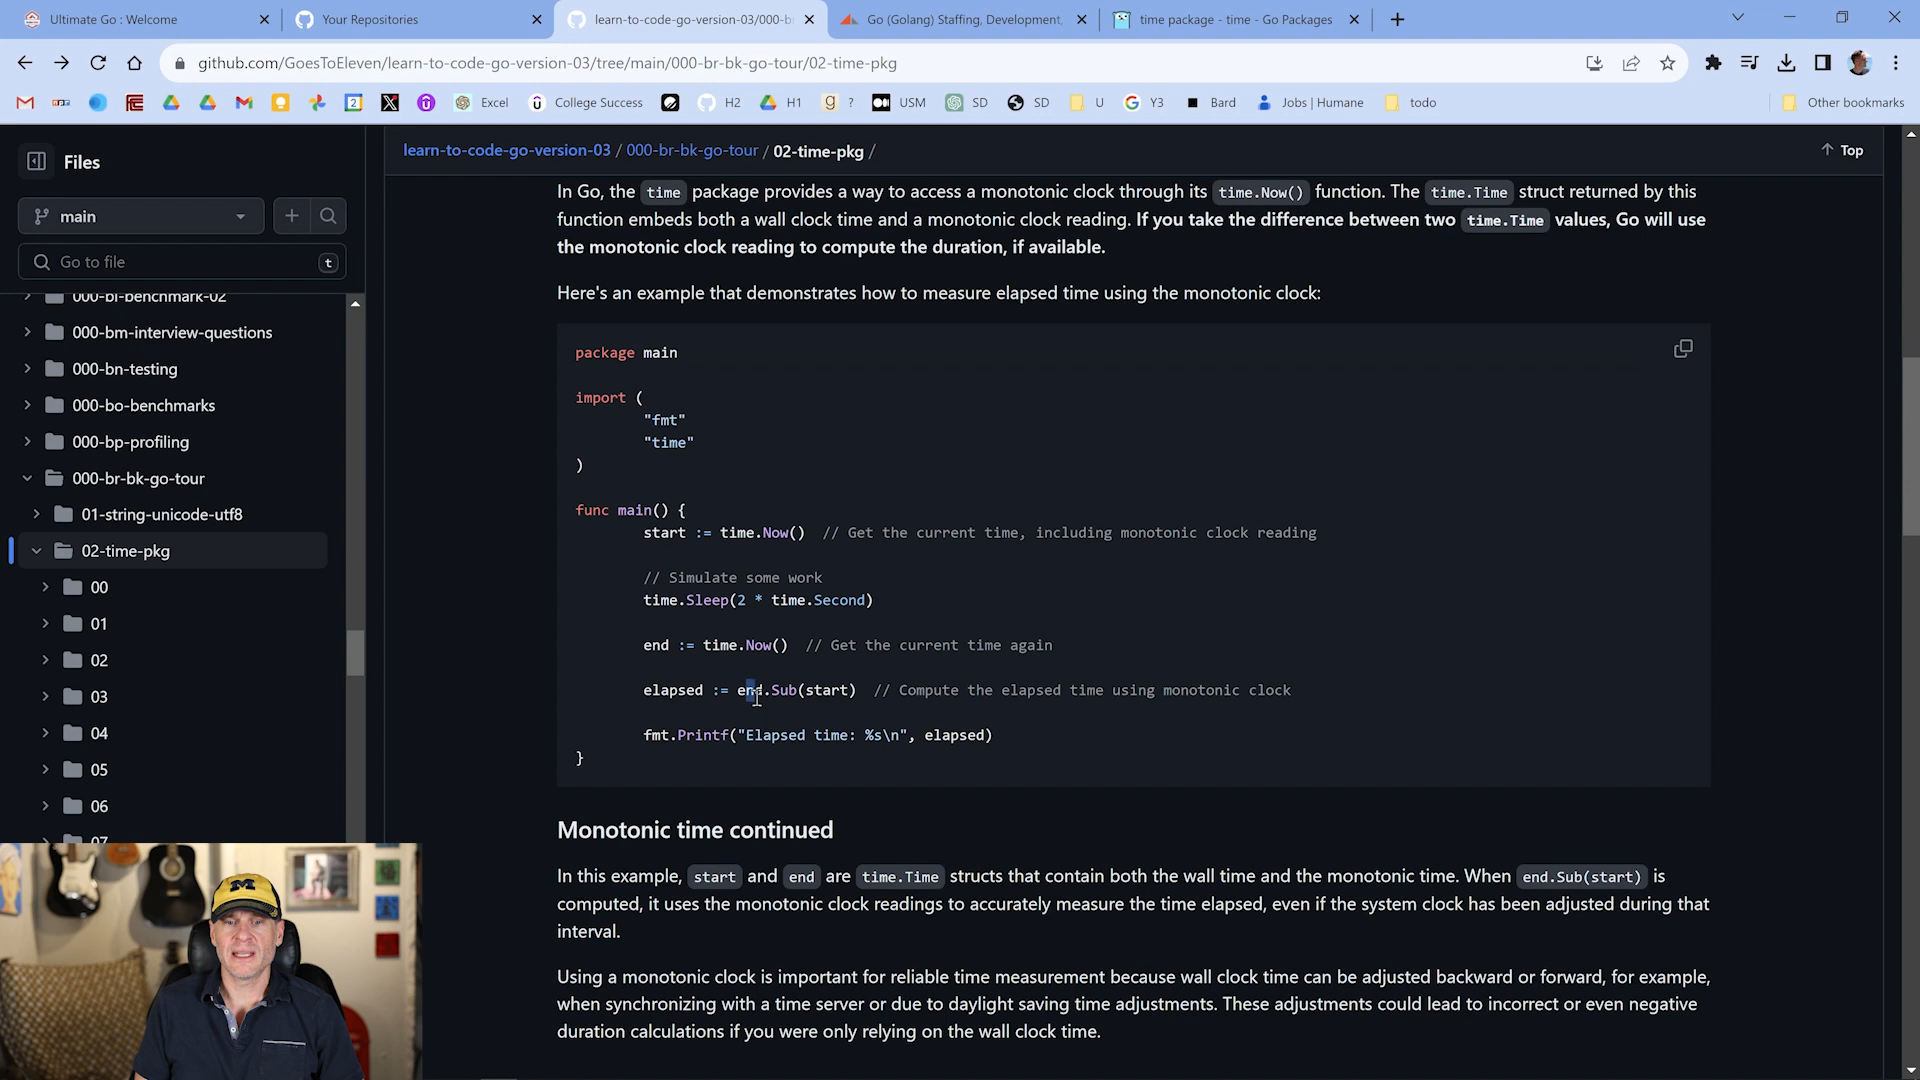 Ultimate Go : Welcome
Your Repositories
learn-to-code-go-version-03/000-br
Go (Golang) Staffing, Development,
time package - time - Go Packages
github.com/GoesToEleven/learn-to-code-go-version-03/tree/main/000-br-bk-go-tour/02-time-pkg
Excel
College Success
H2
H1
?
USM
SD
SD
U
Y3
Bard
Jobs | Humane
todo
Other bookmarks
Files
main
Go to file
t
000-bl-benchmark-02
000-bm-interview-questions
000-bn-testing
000-bo-benchmarks
000-bp-profiling
000-br-bk-go-tour
01-string-unicode-utf8
02-time-pkg
00
01
02
03
04
05
06
07
learn-to-code-go-version-03 / 000-br-bk-go-tour / 02-time-pkg /
Top
In Go, the time package provides a way to access a monotonic clock through its time.Now() function. The time.Time struct returned by this
function embeds both a wall clock time and a monotonic clock reading. If you take the difference between two time.Time values, Go will use
the monotonic clock reading to compute the duration, if available.
Here's an example that demonstrates how to measure elapsed time using the monotonic clock:
package main
import (
"fmt"
"time"
)
func main() {
start := time.Now() // Get the current time, including monotonic clock reading
// Simulate some work
time.Sleep(2 * time.Second)
end := time.Now() // Get the current time again
elapsed := end.Sub(start) // Compute the elapsed time using monotonic clock
fmt.Printf("Elapsed time: %s\n", elapsed)
}
Monotonic time continued
In this example, start and end are time.Time structs that contain both the wall time and the monotonic time. When end.Sub(start) is
computed, it uses the monotonic clock readings to accurately measure the time elapsed, even if the system clock has been adjusted during that
interval.
Using a monotonic clock is important for reliable time measurement because wall clock time can be adjusted backward or forward, for example,
when synchronizing with a time server or due to daylight saving time adjustments. These adjustments could lead to incorrect or even negative
duration calculations if you were only relying on the wall clock time.
M